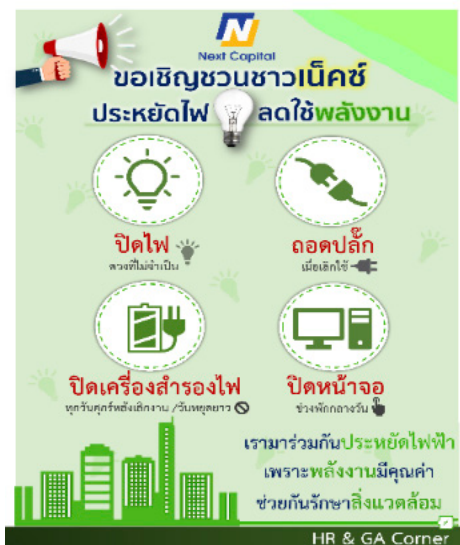 Next Capital
ขอเชิญชวนชาวเน็คซ์
ประหยัดไฟ ลดใช้พลังงาน
ปิดไฟ
ดวงที่ไม่จำเป็น
ถอดปลั๊ก
เมื่อเลิกใช้
ปิดเครื่องสำรองไฟ
ทุกวันศุกร์หลังเลิกงาน /วันหยุดยาว
ปิดหน้าจอ
ช่วงพักกลางวัน
เรามาร่วมกันประหยัดไฟฟ้า
เพราะพลังงานมีคุณค่า
ช่วยกันรักษาสิ่งแวดล้อม
HR & GA Corner